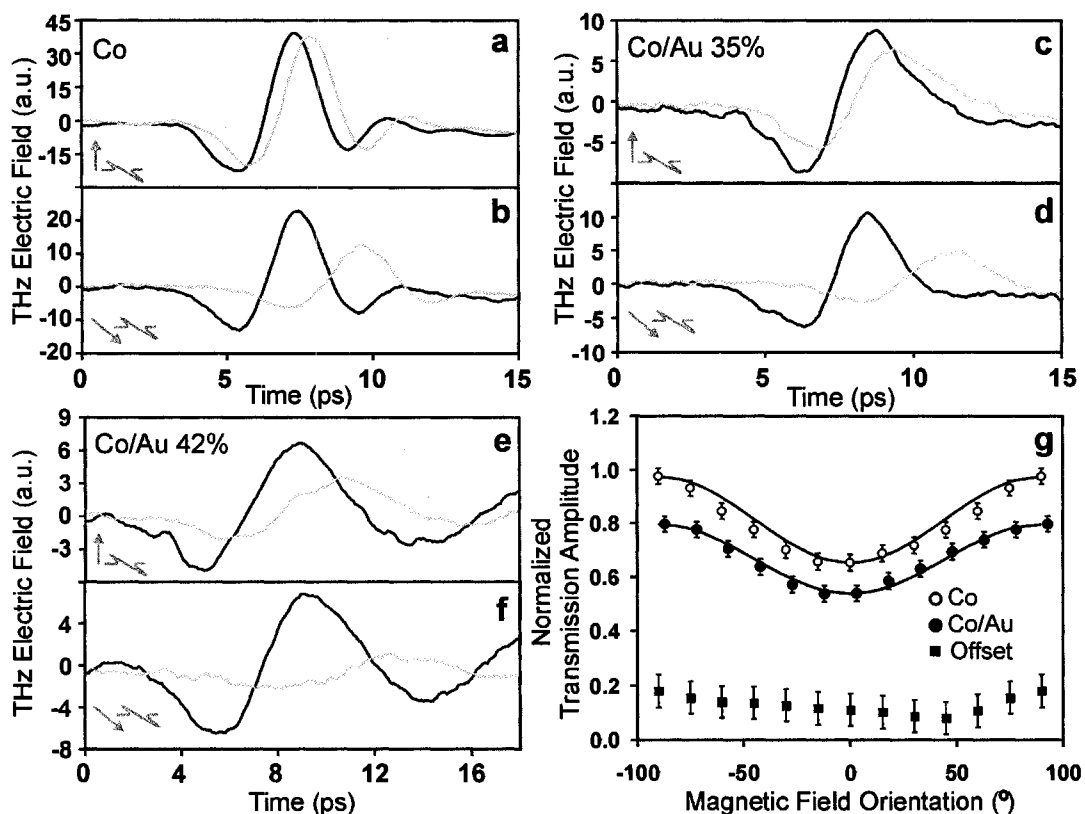 45
30
15
0
-15
Co
a
20
10
0
-10
-20
b
THz Electric Field (a.u.)
0
5
10
15
Time (ps)
10
5
0
-5
Co/Au 35%
c
10
5
0
-5
-10
d
THz Electric Field (a.u.)
0
5
10
15
Time (ps)
9
6
3
0
-3
Co/Au 42%
e
4
0
-4
-8
f
THz Electric Field (a.u.)
0
4
8
12
16
Time (ps)
1.2
1.0
0.8
0.6
0.4
0.2
0.0
g
Normalized
Transmission Amplitude
Co
Co/Au
Offset
-100
-50
0
50
100
Magnetic Field Orientation (º)